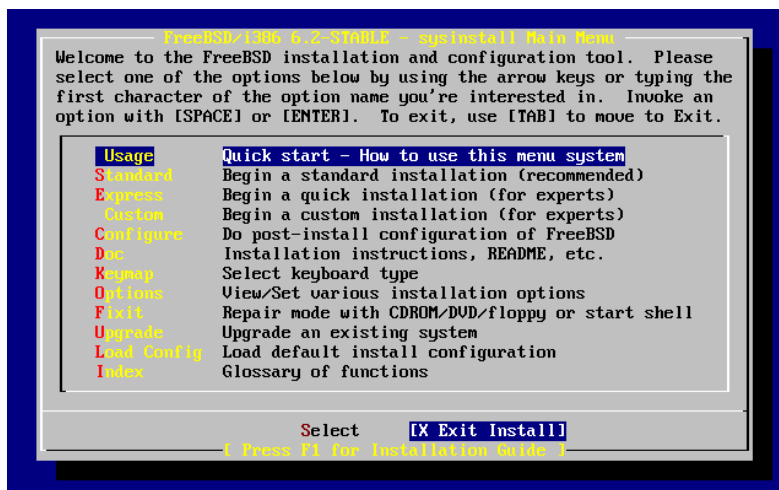 FreeBSD/i386 6.2-STABLE - sysinstall Main Menu
Welcome to the FreeBSD installation and configuration tool. Please
select one of the options below by using the arrow keys or typing the
first character of the option name you're interested in. Invoke an
option with [SPACE] or [ENTER]. To exit, use [TAB] to move to Exit.
Usage Quick start - How to use this menu system
Standard Begin a standard installation (recommended)
Express Begin a quick installation (for experts)
Custom Begin a custom installation (for experts)
Configure Do post-install configuration of FreeBSD
Doc Installation instructions, README, etc.
Keymap Select keyboard type
Options View/Set various installation options
Fixit Repair mode with CDROM/DVD/floppy or start shell
Upgrade Upgrade an existing system
Load Config Load default install configuration
Index Glossary of functions
Select [X Exit Install]
[ Press F1 for Installation Guide ]